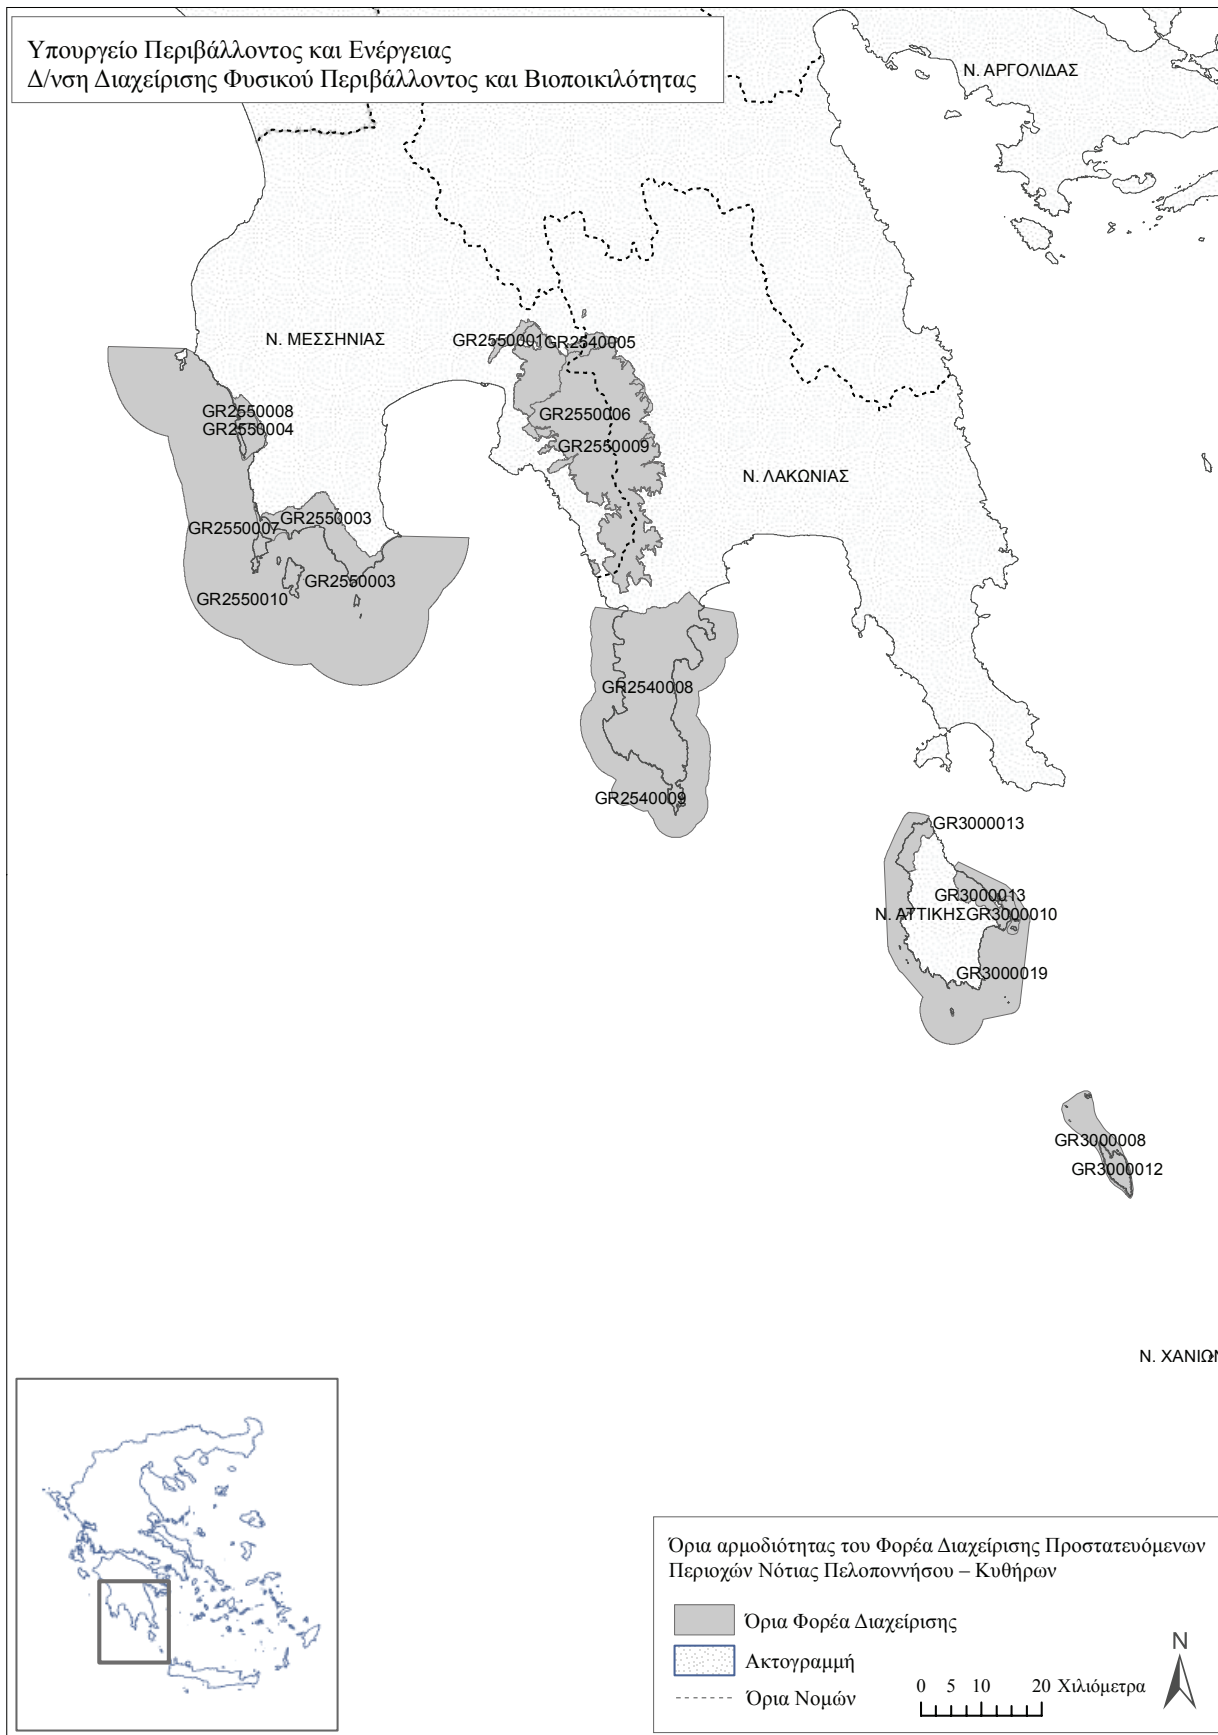 Υπουργείο Περιβάλλοντος και Ενέργειας
Δ/νση Διαχείρισης Φυσικού Περιβάλλοντος και Βιοποικιλότητας
Ν. ΑΡΓΟΛΙΔΑΣ
Ν. ΜΕΣΣΗΝΙΑΣ
GR2550001
GR2540005
GR2550008
GR2550004
GR2550006
GR2550009
Ν. ΛΑΚΩΝΙΑΣ
GR2550003
GR2550007
GR2550003
GR2550010
GR2540008
GR2540009
GR3000013
GR3000013
Ν. ΑΤΤΙΚΗΣ
GR3000010
GR3000019
GR3000008
GR3000012
Ν. ΧΑΝΙΩΝ
Όρια αρμοδιότητας του Φορέα Διαχείρισης Προστατευόμενων
Περιοχών Νότιας Πελοποννήσου – Κυθήρων
Όρια Φορέα Διαχείρισης
Ακτογραμμή
Όρια Νομών
0 5 10 20 Χιλιόμετρα
N